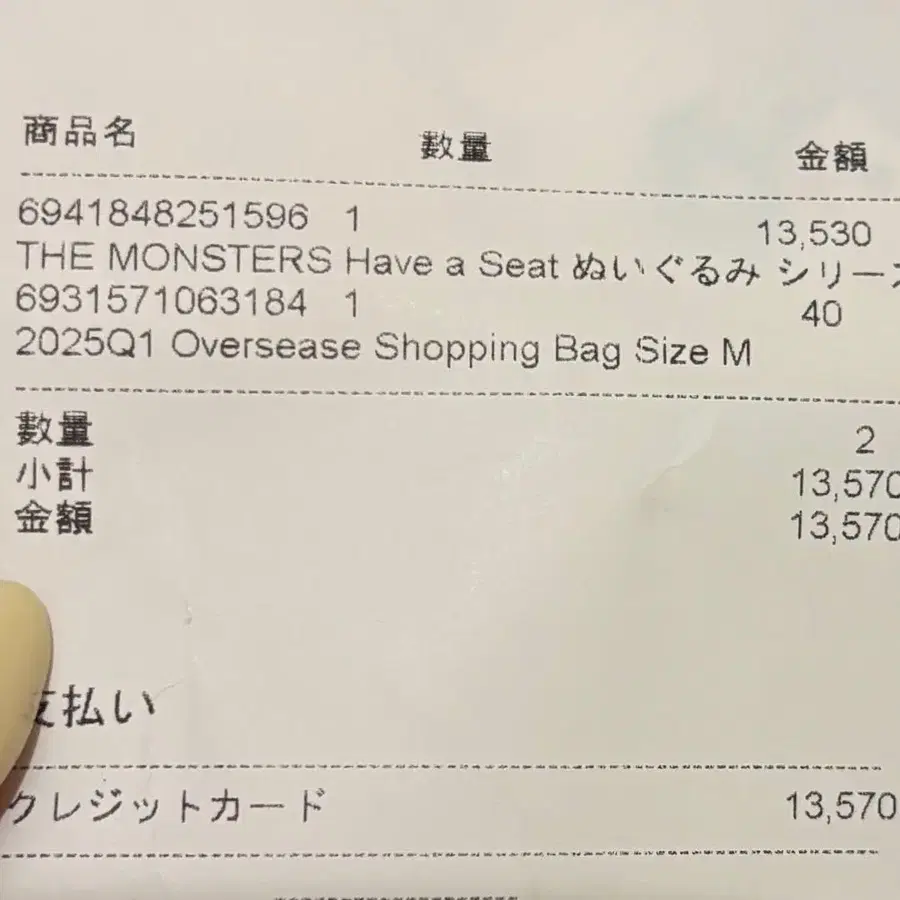 商品名 数量 金額
6941848251596 1 13,530
THE MONSTERS Have a Seat ぬいぐるみ シリーズ
6931571063184 1 40
2025Q1 Oversease Shopping Bag Size M
数量 2
小計 13,570
金額 13,570
支払い
クレジットカード 13,570